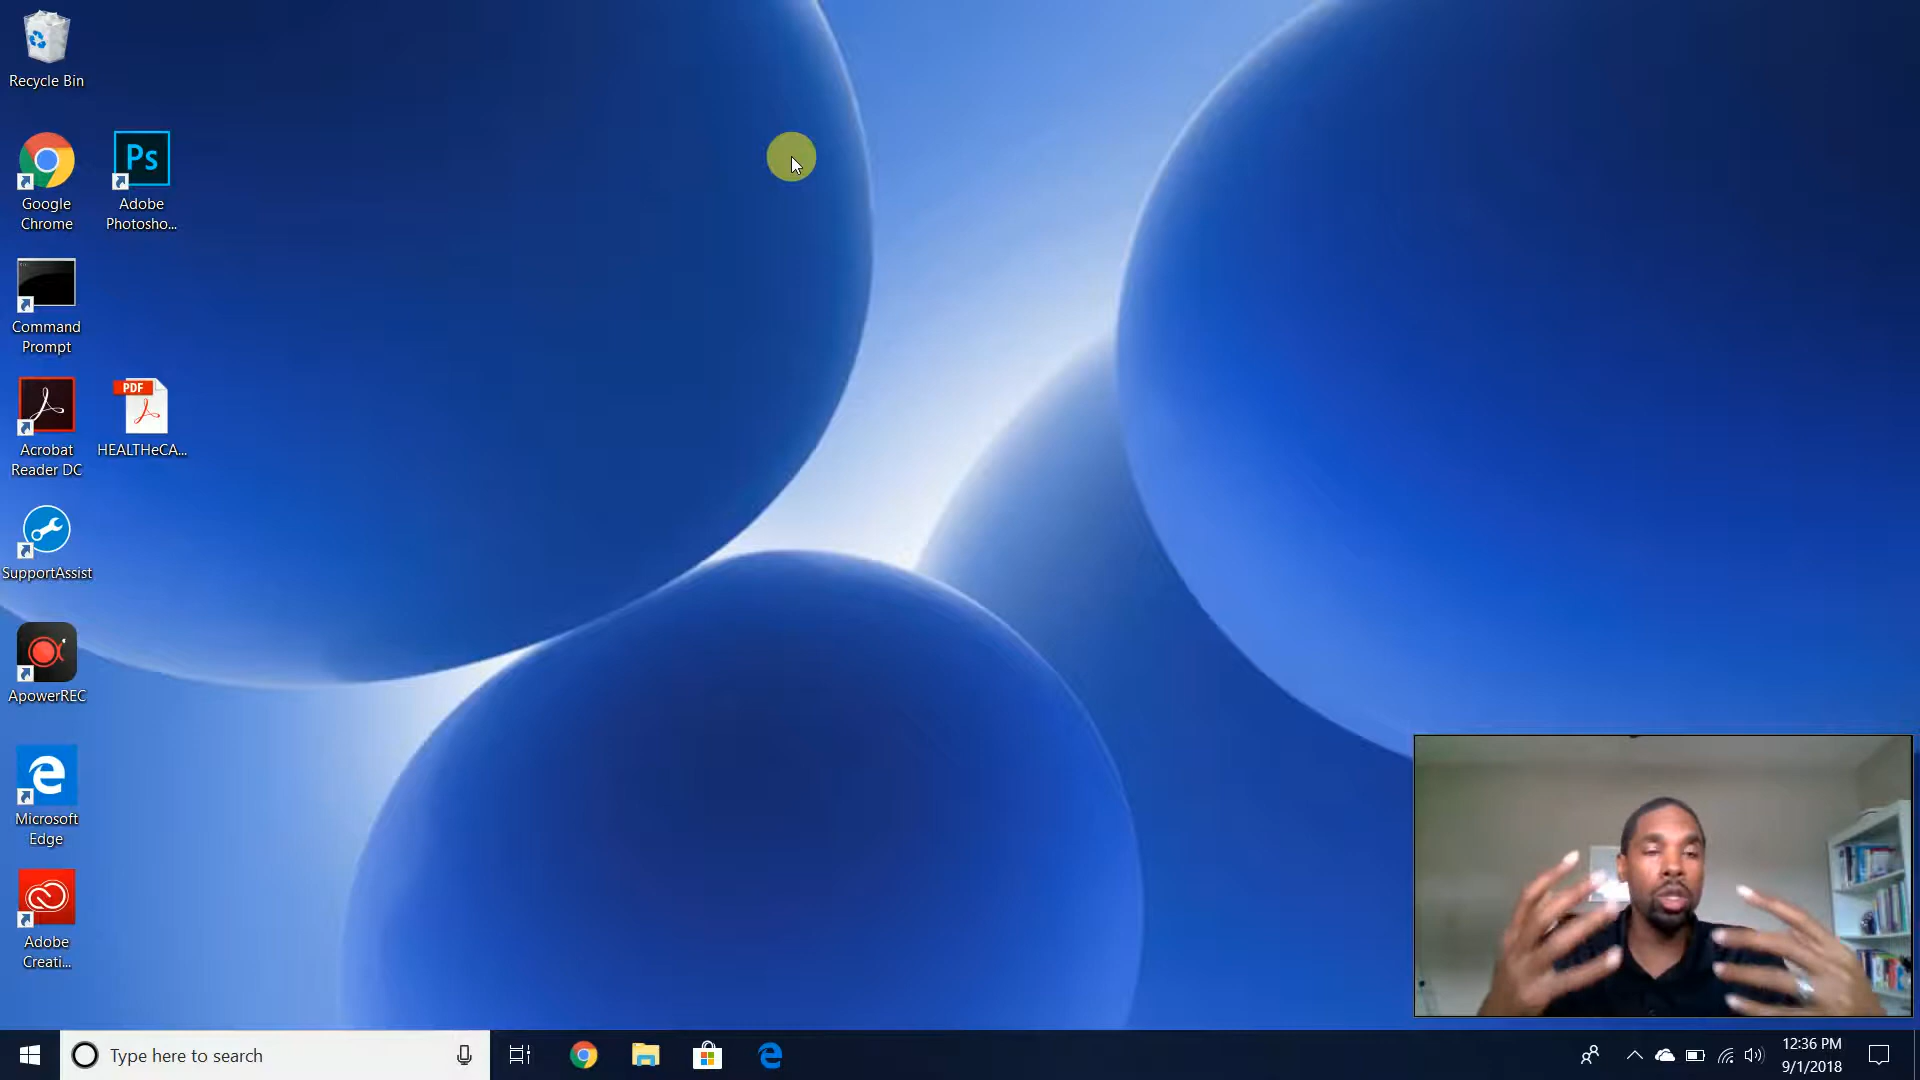 Recycle Bin
Google
Chrome
Ps
Adobe
Photosho...
Command
Prompt
Acrobat
Reader DC
PDF
HEALTHeCA...
SupportAssist
ApowerREC
Microsoft
Edge
Adobe
Creati...
Type here to search
12:36 PM
9/1/2018